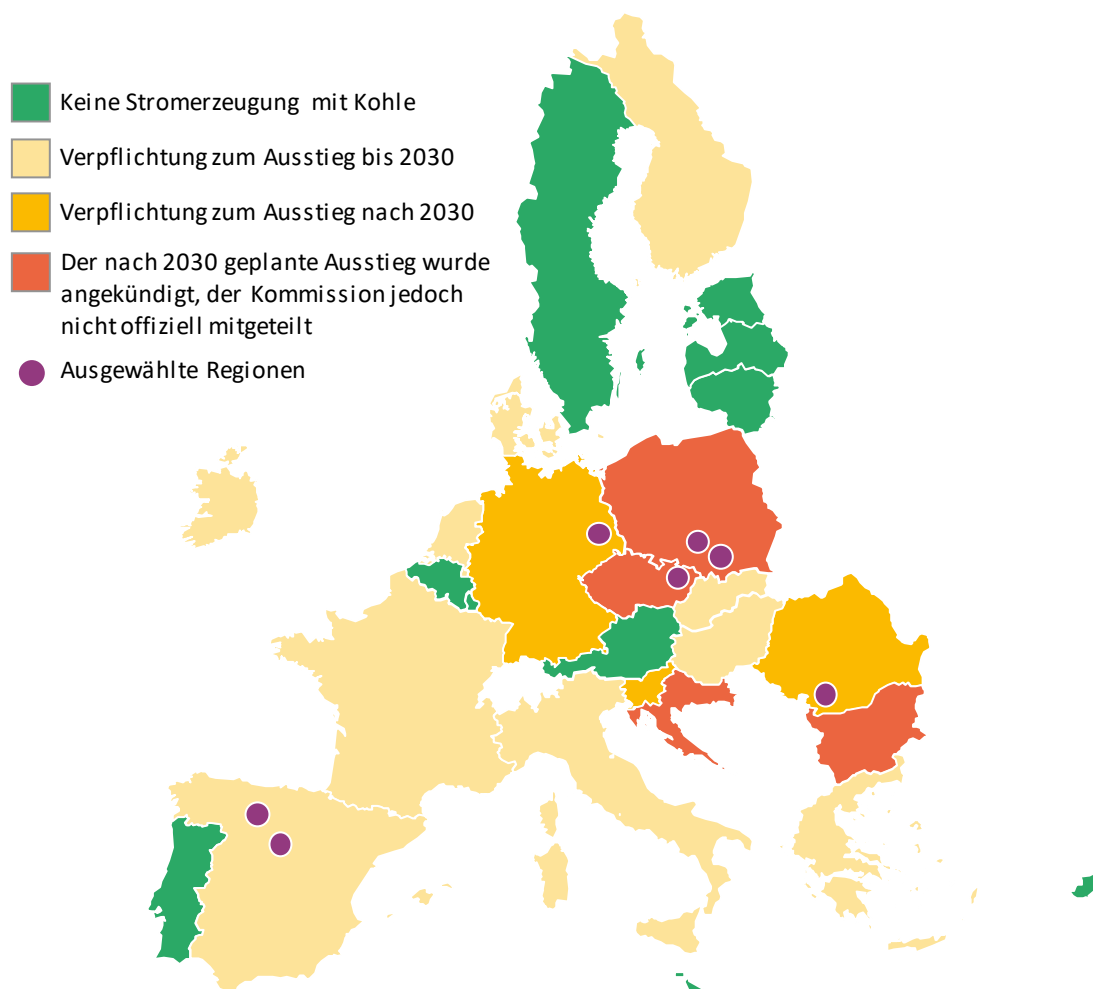 Keine Stromerzeugung mit Kohle
Verpflichtung zum Ausstieg bis 2030
Verpflichtung zum Ausstieg nach 2030
Der nach 2030 geplante Ausstieg wurde
angekündigt, der Kommission jedoch
nicht offiziell mitgeteilt
Ausgewählte Regionen